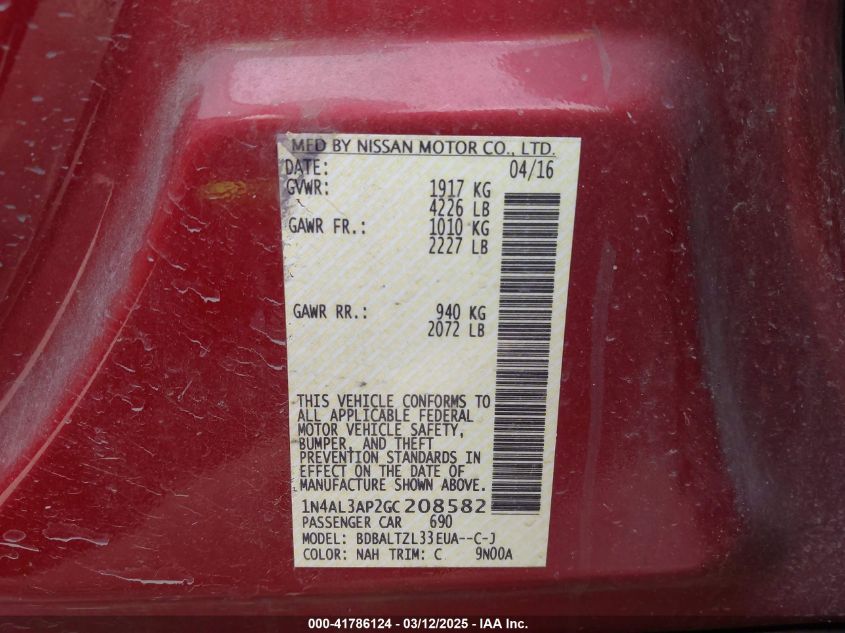 MFD BY NISSAN MOTOR CO., LTD.
DATE: 04/16
GVWR: 1917 KG
4226 LB
GAWR FR.: 1010 KG
2227 LB
GAWR RR.: 940 KG
2072 LB
THIS VEHICLE CONFORMS TO
ALL APPLICABLE FEDERAL
MOTOR VEHICLE SAFETY,
BUMPER, AND THEFT
PREVENTION STANDARDS IN
EFFECT ON THE DATE OF
MANUFACTURE SHOWN ABOVE.
1N4AL3AP2GC208582
PASSENGER CAR 690
MODEL: BDBALTZL33EUA--C-J
COLOR: NAH TRIM: C 9N00A
000-41786124 - 03/12/2025 - IAA Inc.